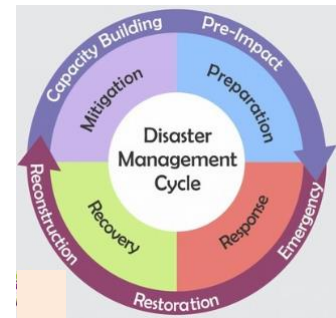 Capacity Building
Pre-Impact
Mitigation
Preparation
Disaster
Management
Cycle
Recovery
Response
Reconstruction
Emergency
Restoration